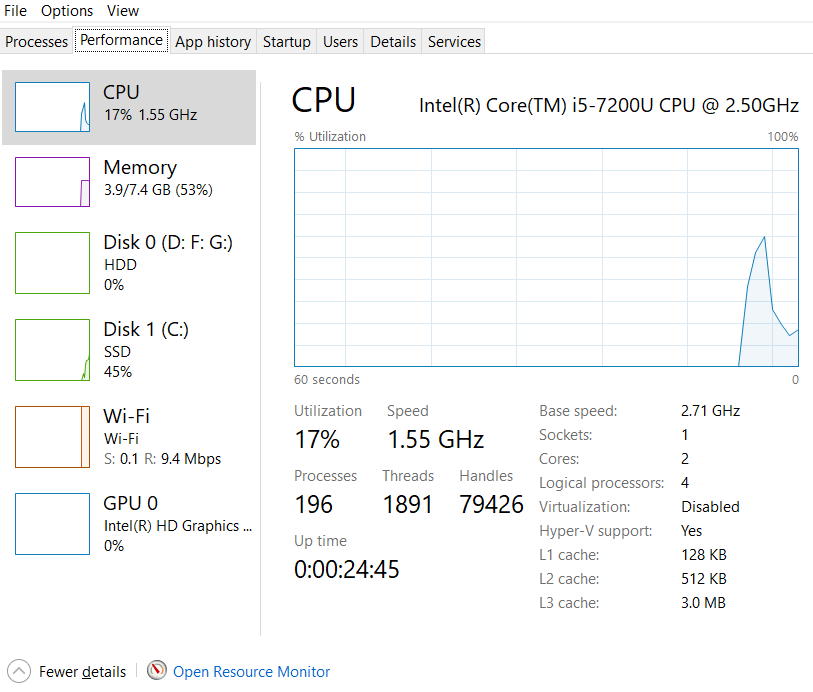 File Options View
Processes Performance App history Startup Users Details Services
CPU
17% 1.55 GHz
Memory
3.9/7.4 GB (53%)
Disk 0 (D: F: G:)
HDD
0%
Disk 1 (C:)
SSD
45%
Wi-Fi
Wi-Fi
S: 0.1 R: 9.4 Mbps
GPU 0
Intel(R) HD Graphics ...
0%
CPU Intel(R) Core(TM) i5-7200U CPU @ 2.50GHz
% Utilization 100%
60 seconds 0
Utilization Speed
17% 1.55 GHz
Processes Threads Handles
196 1891 79426
Up time
0:00:24:45
Base speed: 2.71 GHz
Sockets: 1
Cores: 2
Logical processors: 4
Virtualization: Disabled
Hyper-V support: Yes
L1 cache: 128 KB
L2 cache: 512 KB
L3 cache: 3.0 MB
Fewer details Open Resource Monitor